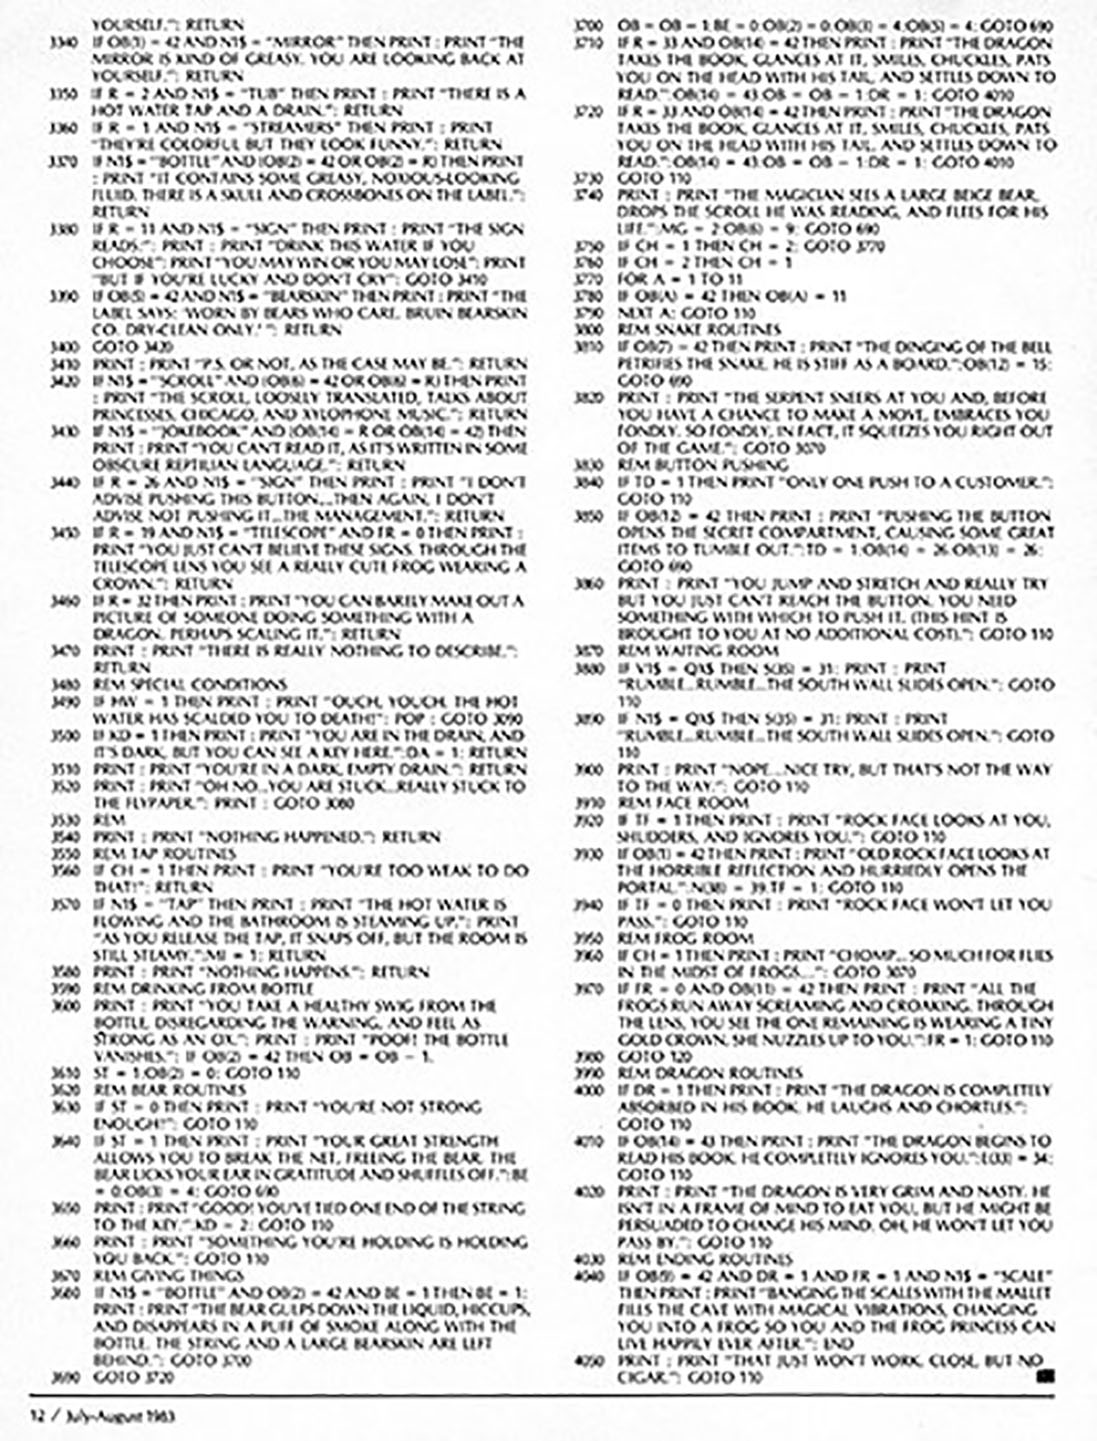 YOURSELF.": RETURN
3340 IF OB(1) = 42 AND N1$ = "MIRROR" THEN PRINT : PRINT "THE
MIRROR IS KIND OF GREASY. YOU ARE LOOKING BACK AT
YOURSELF.": RETURN
3350 IF R = 2 AND N1$ = "TUB" THEN PRINT : PRINT "THERE IS A
HOT WATER TAP AND A DRAIN.": RETURN
3360 IF R = 1 AND N1$ = "STREAMERS" THEN PRINT : PRINT
"THEY'RE COLORFUL BUT THEY LOOK FUNNY.": RETURN
3370 IF N1$ = "BOTTLE" AND (OB(2) = 42 OR OB(2) = R) THEN PRINT
: PRINT "IT CONTAINS SOME GREASY, NOXIOUS-LOOKING
FLUID. THERE IS A SKULL AND CROSSBONES ON THE LABEL.":
RETURN
3380 IF R = 11 AND N1$ = "SIGN" THEN PRINT : PRINT "THE SIGN
READS:": PRINT : PRINT "DRINK THIS WATER IF YOU
CHOOSE": PRINT "YOU MAY WIN OR YOU MAY LOSE": PRINT
"BUT IF YOU'RE LUCKY AND DON'T CRY": GOTO 3410
3390 IF OB(5) = 42 AND N1$ = "BEARSKIN" THEN PRINT : PRINT "THE
LABEL SAYS: 'WORN BY BEARS WHO CARE. BRUIN BEARSKIN
CO. DRY-CLEAN ONLY.' ": RETURN
3400 GOTO 3420
3410 PRINT : PRINT "P.S. OR NOT, AS THE CASE MAY BE.": RETURN
3420 IF N1$ = "SCROLL" AND (OB(6) = 42 OR OB(6) = R) THEN PRINT
: PRINT "THE SCROLL, LOOSELY TRANSLATED, TALKS ABOUT
PRINCESSES, CHICAGO, AND XYLOPHONE MUSIC.": RETURN
3430 IF N1$ = "JOKEBOOK" AND (OB(14) = R OR OB(14) = 42) THEN
PRINT : PRINT "YOU CAN'T READ IT, AS IT'S WRITTEN IN SOME
OBSCURE REPTILIAN LANGUAGE.": RETURN
3440 IF R = 26 AND N1$ = "SIGN" THEN PRINT : PRINT "I DON'T
ADVISE PUSHING THIS BUTTON...THEN AGAIN, I DON'T
ADVISE NOT PUSHING IT...THE MANAGEMENT.": RETURN
3450 IF R = 19 AND N1$ = "TELESCOPE" AND FR = 0 THEN PRINT :
PRINT "YOU JUST CAN'T BELIEVE THESE SIGNS. THROUGH THE
TELESCOPE LENS YOU SEE A REALLY CUTE FROG WEARING A
CROWN.": RETURN
3460 IF R = 32 THEN PRINT : PRINT "YOU CAN BARELY MAKE OUT A
PICTURE OF SOMEONE DOING SOMETHING WITH A
DRAGON. PERHAPS SCALING IT.": RETURN
3470 PRINT : PRINT "THERE IS REALLY NOTHING TO DESCRIBE.":
RETURN
3480 REM SPECIAL CONDITIONS
3490 IF HW = 1 THEN PRINT : PRINT "OUCH, YOUCH. THE HOT
WATER HAS SCALDED YOU TO DEATH!": POP : GOTO 3090
3500 IF KD = 1 THEN PRINT : PRINT "YOU ARE IN THE DRAIN, AND
IT'S DARK, BUT YOU CAN SEE A KEY HERE.":DA = 1: RETURN
3510 PRINT : PRINT "YOU'RE IN A DARK, EMPTY DRAIN.": RETURN
3520 PRINT : PRINT "OH NO...YOU ARE STUCK...REALLY STUCK TO
THE FLYPAPER.": PRINT : GOTO 3080
3530 REM
3540 PRINT : PRINT "NOTHING HAPPENED.": RETURN
3550 REM TAP ROUTINES
3560 IF CH = 1 THEN PRINT : PRINT "YOU'RE TOO WEAK TO DO
THAT!": RETURN
3570 IF N1$ = "TAP" THEN PRINT : PRINT "THE HOT WATER IS
FLOWING AND THE BATHROOM IS STEAMING UP.": PRINT
"AS YOU RELEASE THE TAP, IT SNAPS OFF, BUT THE ROOM IS
STILL STEAMY.":MI = 1: RETURN
3580 PRINT : PRINT "NOTHING HAPPENS.": RETURN
3590 REM DRINKING FROM BOTTLE
3600 PRINT : PRINT "YOU TAKE A HEALTHY SWIG FROM THE
BOTTLE, DISREGARDING THE WARNING, AND FEEL AS
STRONG AS AN OX.": PRINT : PRINT "POOF! THE BOTTLE
VANISHES.": IF OB(2) = 42 THEN OB = OB - 1.
3610 ST = 1:OB(2) = 0: GOTO 110
3620 REM BEAR ROUTINES
3630 IF ST = 0 THEN PRINT : PRINT "YOU'RE NOT STRONG
ENOUGH!": GOTO 110
3640 IF ST = 1 THEN PRINT : PRINT "YOUR GREAT STRENGTH
ALLOWS YOU TO BREAK THE NET, FREEING THE BEAR. THE
BEAR LICKS YOUR EAR IN GRATITUDE AND SHUFFLES OFF.":BE
= 0:OB(3) = 4: GOTO 690
3650 PRINT : PRINT "GOOD! YOU'VE TIED ONE END OF THE STRING
TO THE KEY.":KD = 2: GOTO 110
3660 PRINT : PRINT "SOMETHING YOU'RE HOLDING IS HOLDING
YOU BACK.": GOTO 110
3670 REM GIVING THINGS
3680 IF N1$ = "BOTTLE" AND OB(2) = 42 AND BE = 1 THEN BE = 1:
PRINT : PRINT "THE BEAR GULPS DOWN THE LIQUID, HICCUPS,
AND DISAPPEARS IN A PUFF OF SMOKE ALONG WITH THE
BOTTLE. THE STRING AND A LARGE BEARSKIN ARE LEFT
BEHIND.": GOTO 3700
3690 GOTO 3720
12 / July-August 1983
3700 OB = OB - 1:BE = 0:OB(2) = 0:OB(3) = 4:OB(5) = 4: GOTO 690
3710 IF R = 33 AND OB(14) = 42 THEN PRINT : PRINT "THE DRAGON
TAKES THE BOOK, GLANCES AT IT, SMILES, CHUCKLES, PATS
YOU ON THE HEAD WITH HIS TAIL, AND SETTLES DOWN TO
READ.":OB(14) = 43:OB = OB - 1:DR = 1: GOTO 4010
3720 IF R = 33 AND OB(14) = 42 THEN PRINT : PRINT "THE DRAGON
TAKES THE BOOK, GLANCES AT IT, SMILES, CHUCKLES, PATS
YOU ON THE HEAD WITH HIS TAIL, AND SETTLES DOWN TO
READ.":OB(14) = 43:OB = OB - 1:DR = 1: GOTO 4010
3730 GOTO 110
3740 PRINT : PRINT "THE MAGICIAN SEES A LARGE BEIGE BEAR,
DROPS THE SCROLL HE WAS READING, AND FLEES FOR HIS
LIFE.":MG = 2:OB(6) = 9: GOTO 690
3750 IF CH = 1 THEN CH = 2: GOTO 3770
3760 IF CH = 2 THEN CH = 1
3770 FOR A = 1 TO 11
3780 IF OB(A) = 42 THEN OB(A) = 11
3790 NEXT A: GOTO 110
3800 REM SNAKE ROUTINES
3810 IF OB(7) = 42 THEN PRINT : PRINT "THE DINGING OF THE BELL
PETRIFIES THE SNAKE. HE IS STIFF AS A BOARD.":OB(12) = 15:
GOTO 690
3820 PRINT : PRINT "THE SERPENT SNEERS AT YOU AND, BEFORE
YOU HAVE A CHANCE TO MAKE A MOVE, EMBRACES YOU
FONDLY. SO FONDLY, IN FACT, IT SQUEEZES YOU RIGHT OUT
OF THE GAME.": GOTO 3070
3830 REM BUTTON PUSHING
3840 IF TD = 1 THEN PRINT "ONLY ONE PUSH TO A CUSTOMER.":
GOTO 110
3850 IF OB(12) = 42 THEN PRINT : PRINT "PUSHING THE BUTTON
OPENS THE SECRET COMPARTMENT, CAUSING SOME GREAT
ITEMS TO TUMBLE OUT.":TD = 1:OB(14) = 26:OB(13) = 26:
GOTO 690
3860 PRINT : PRINT "YOU JUMP AND STRETCH AND REALLY TRY
BUT YOU JUST CAN'T REACH THE BUTTON. YOU NEED
SOMETHING WITH WHICH TO PUSH IT. (THIS HINT IS
BROUGHT TO YOU AT NO ADDITIONAL COST).": GOTO 110
3870 REM WAITING ROOM
3880 IF V1$ = QX$ THEN S(35) = 31: PRINT : PRINT
"RUMBLE...RUMBLE...THE SOUTH WALL SLIDES OPEN.": GOTO
110
3890 IF N1$ = QX$ THEN S(35) = 31: PRINT : PRINT
"RUMBLE...RUMBLE...THE SOUTH WALL SLIDES OPEN.": GOTO
110
3900 PRINT : PRINT "NOPE...NICE TRY, BUT THAT'S NOT THE WAY
TO THE WAY.": GOTO 110
3910 REM FACE ROOM
3920 IF TF = 1 THEN PRINT : PRINT "ROCK FACE LOOKS AT YOU,
SHUDDERS, AND IGNORES YOU.": GOTO 110
3930 IF OB(1) = 42 THEN PRINT : PRINT "OLD ROCK FACE LOOKS AT
THE HORRIBLE REFLECTION AND HURRIEDLY OPENS THE
PORTAL.":N(38) = 39:TF = 1: GOTO 110
3940 IF TF = 0 THEN PRINT : PRINT "ROCK FACE WON'T LET YOU
PASS.": GOTO 110
3950 REM FROG ROOM
3960 IF CH = 1 THEN PRINT : PRINT "CHOMP... SO MUCH FOR FLIES
IN THE MIDST OF FROGS....": GOTO 3070
3970 IF FR = 0 AND OB(11) = 42 THEN PRINT : PRINT "ALL THE
FROGS RUN AWAY SCREAMING AND CROAKING. THROUGH
THE LENS, YOU SEE THE ONE REMAINING IS WEARING A TINY
GOLD CROWN. SHE NUZZLES UP TO YOU.":FR = 1: GOTO 110
3980 GOTO 120
3990 REM DRAGON ROUTINES
4000 IF DR = 1 THEN PRINT : PRINT "THE DRAGON IS COMPLETELY
ABSORBED IN HIS BOOK. HE LAUGHS AND CHORTLES.":
GOTO 110
4010 IF OB(14) = 43 THEN PRINT : PRINT "THE DRAGON BEGINS TO
READ HIS BOOK. HE COMPLETELY IGNORES YOU.":E(33) = 34:
GOTO 110
4020 PRINT : PRINT "THE DRAGON IS VERY GRIM AND NASTY. HE
ISN'T IN A FRAME OF MIND TO EAT YOU, BUT HE MIGHT BE
PERSUADED TO CHANGE HIS MIND. OH, HE WON'T LET YOU
PASS BY.": GOTO 110
4030 REM ENDING ROUTINES
4040 IF OB(9) = 42 AND DR = 1 AND FR = 1 AND N1$ = "SCALE"
THEN PRINT : PRINT "BANGING THE SCALES WITH THE MALLET
FILLS THE CAVE WITH MAGICAL VIBRATIONS, CHANGING
YOU INTO A FROG SO YOU AND THE FROG PRINCESS CAN
LIVE HAPPILY EVER AFTER.": END
4050 PRINT : PRINT "THAT JUST WON'T WORK. CLOSE, BUT NO
CIGAR.": GOTO 110